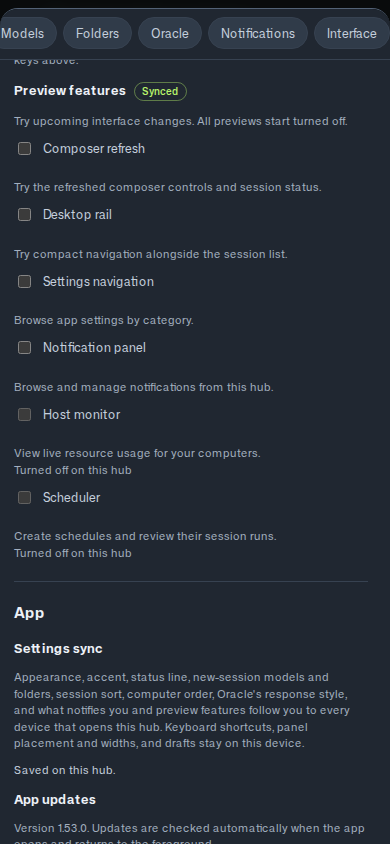 Models
Folders
Oracle
Notifications
Interface
keys above.
Preview features
Synced
Try upcoming interface changes. All previews start turned off.
Composer refresh
Try the refreshed composer controls and session status.
Desktop rail
Try compact navigation alongside the session list.
Settings navigation
Browse app settings by category.
Notification panel
Browse and manage notifications from this hub.
Host monitor
View live resource usage for your computers.
Turned off on this hub
Scheduler
Create schedules and review their session runs.
Turned off on this hub
App
Settings sync
Appearance, accent, status line, new-session models and
folders, session sort, computer order, Oracle's response style,
and what notifies you and preview features follow you to every
device that opens this hub. Keyboard shortcuts, panel
placement and widths, and drafts stay on this device.
Saved on this hub.
App updates
Version 1.53.0. Updates are checked automatically when the app
opens and returns to the foreground.